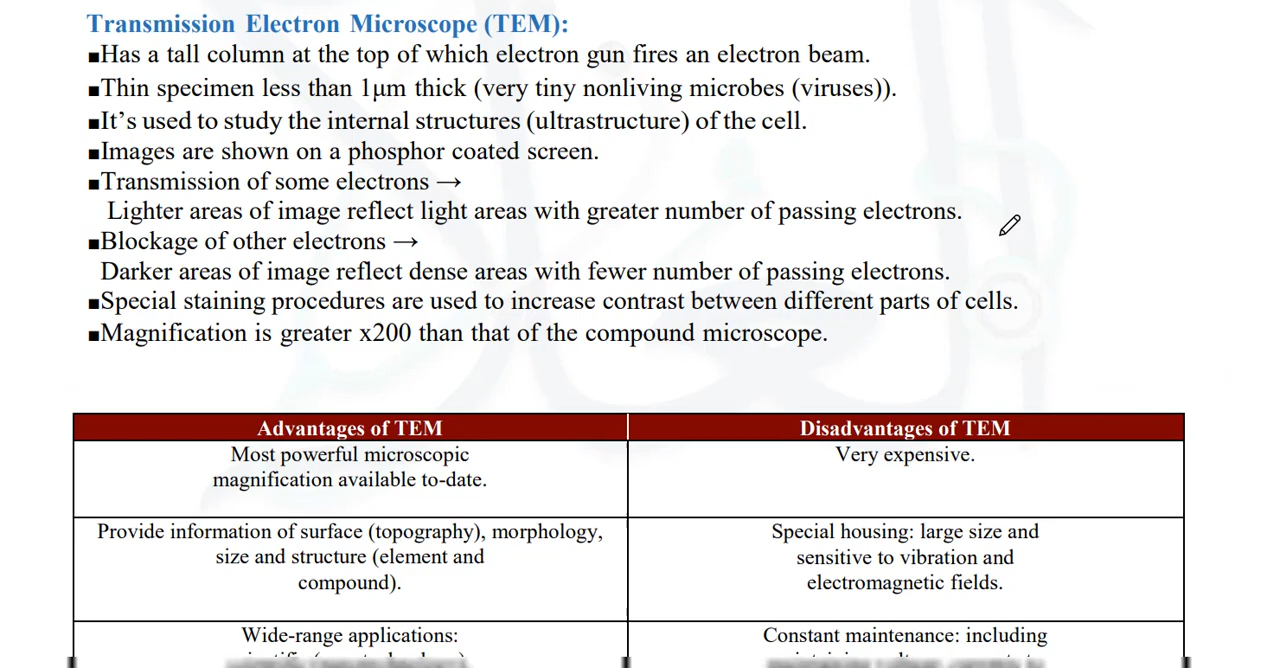 Transmission Electron Microscope (TEM):
■Has a tall column at the top of which electron gun fires an electron beam.
■Thin specimen less than 1μm thick (very tiny nonliving microbes (viruses)).
■It’s used to study the internal structures (ultrastructure) of the cell.
■Images are shown on a phosphor coated screen.
■Transmission of some electrons →
Lighter areas of image reflect light areas with greater number of passing electrons.
■Blockage of other electrons →
Darker areas of image reflect dense areas with fewer number of passing electrons.
■Special staining procedures are used to increase contrast between different parts of cells.
■Magnification is greater x200 than that of the compound microscope.
Advantages of TEM
Disadvantages of TEM
Most powerful microscopic
magnification available to-date.
Very expensive.
Provide information of surface (topography), morphology,
size and structure (element and
compound).
Special housing: large size and
sensitive to vibration and
electromagnetic fields.
Wide-range applications:
Constant maintenance: including